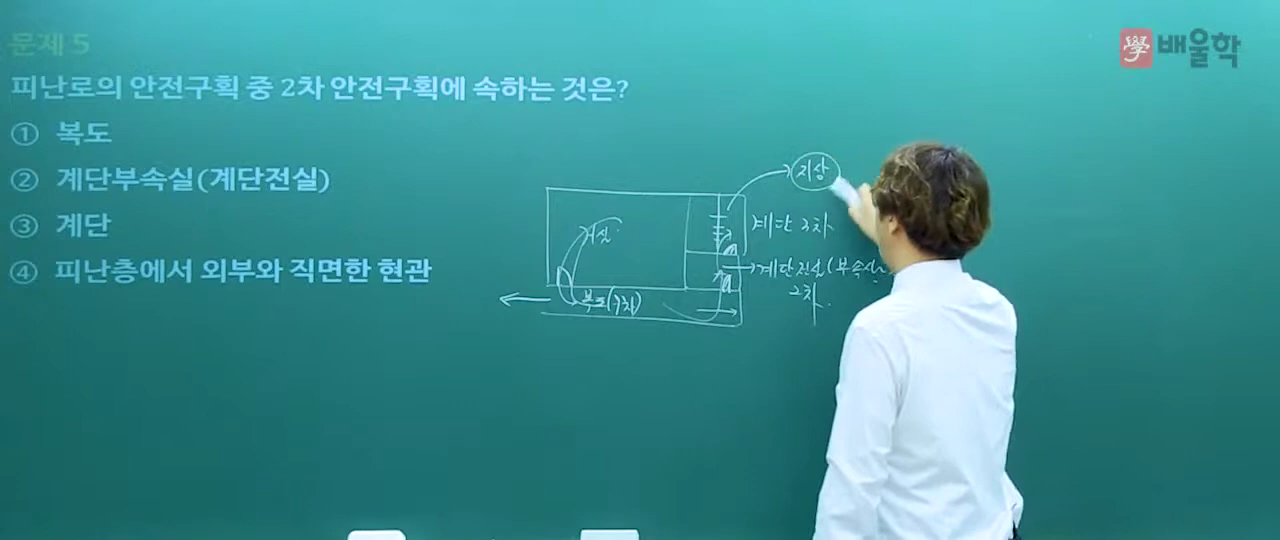 문제 5
學 배울학
피난로의 안전구획 중 2차 안전구획에 속하는 것은?
① 복도
② 계단부속실(계단전실)
③ 계단
④ 피난층에서 외부와 직면한 현관
지상
계단 3차
거실
계단전실(부속실
2차
복도(1차)